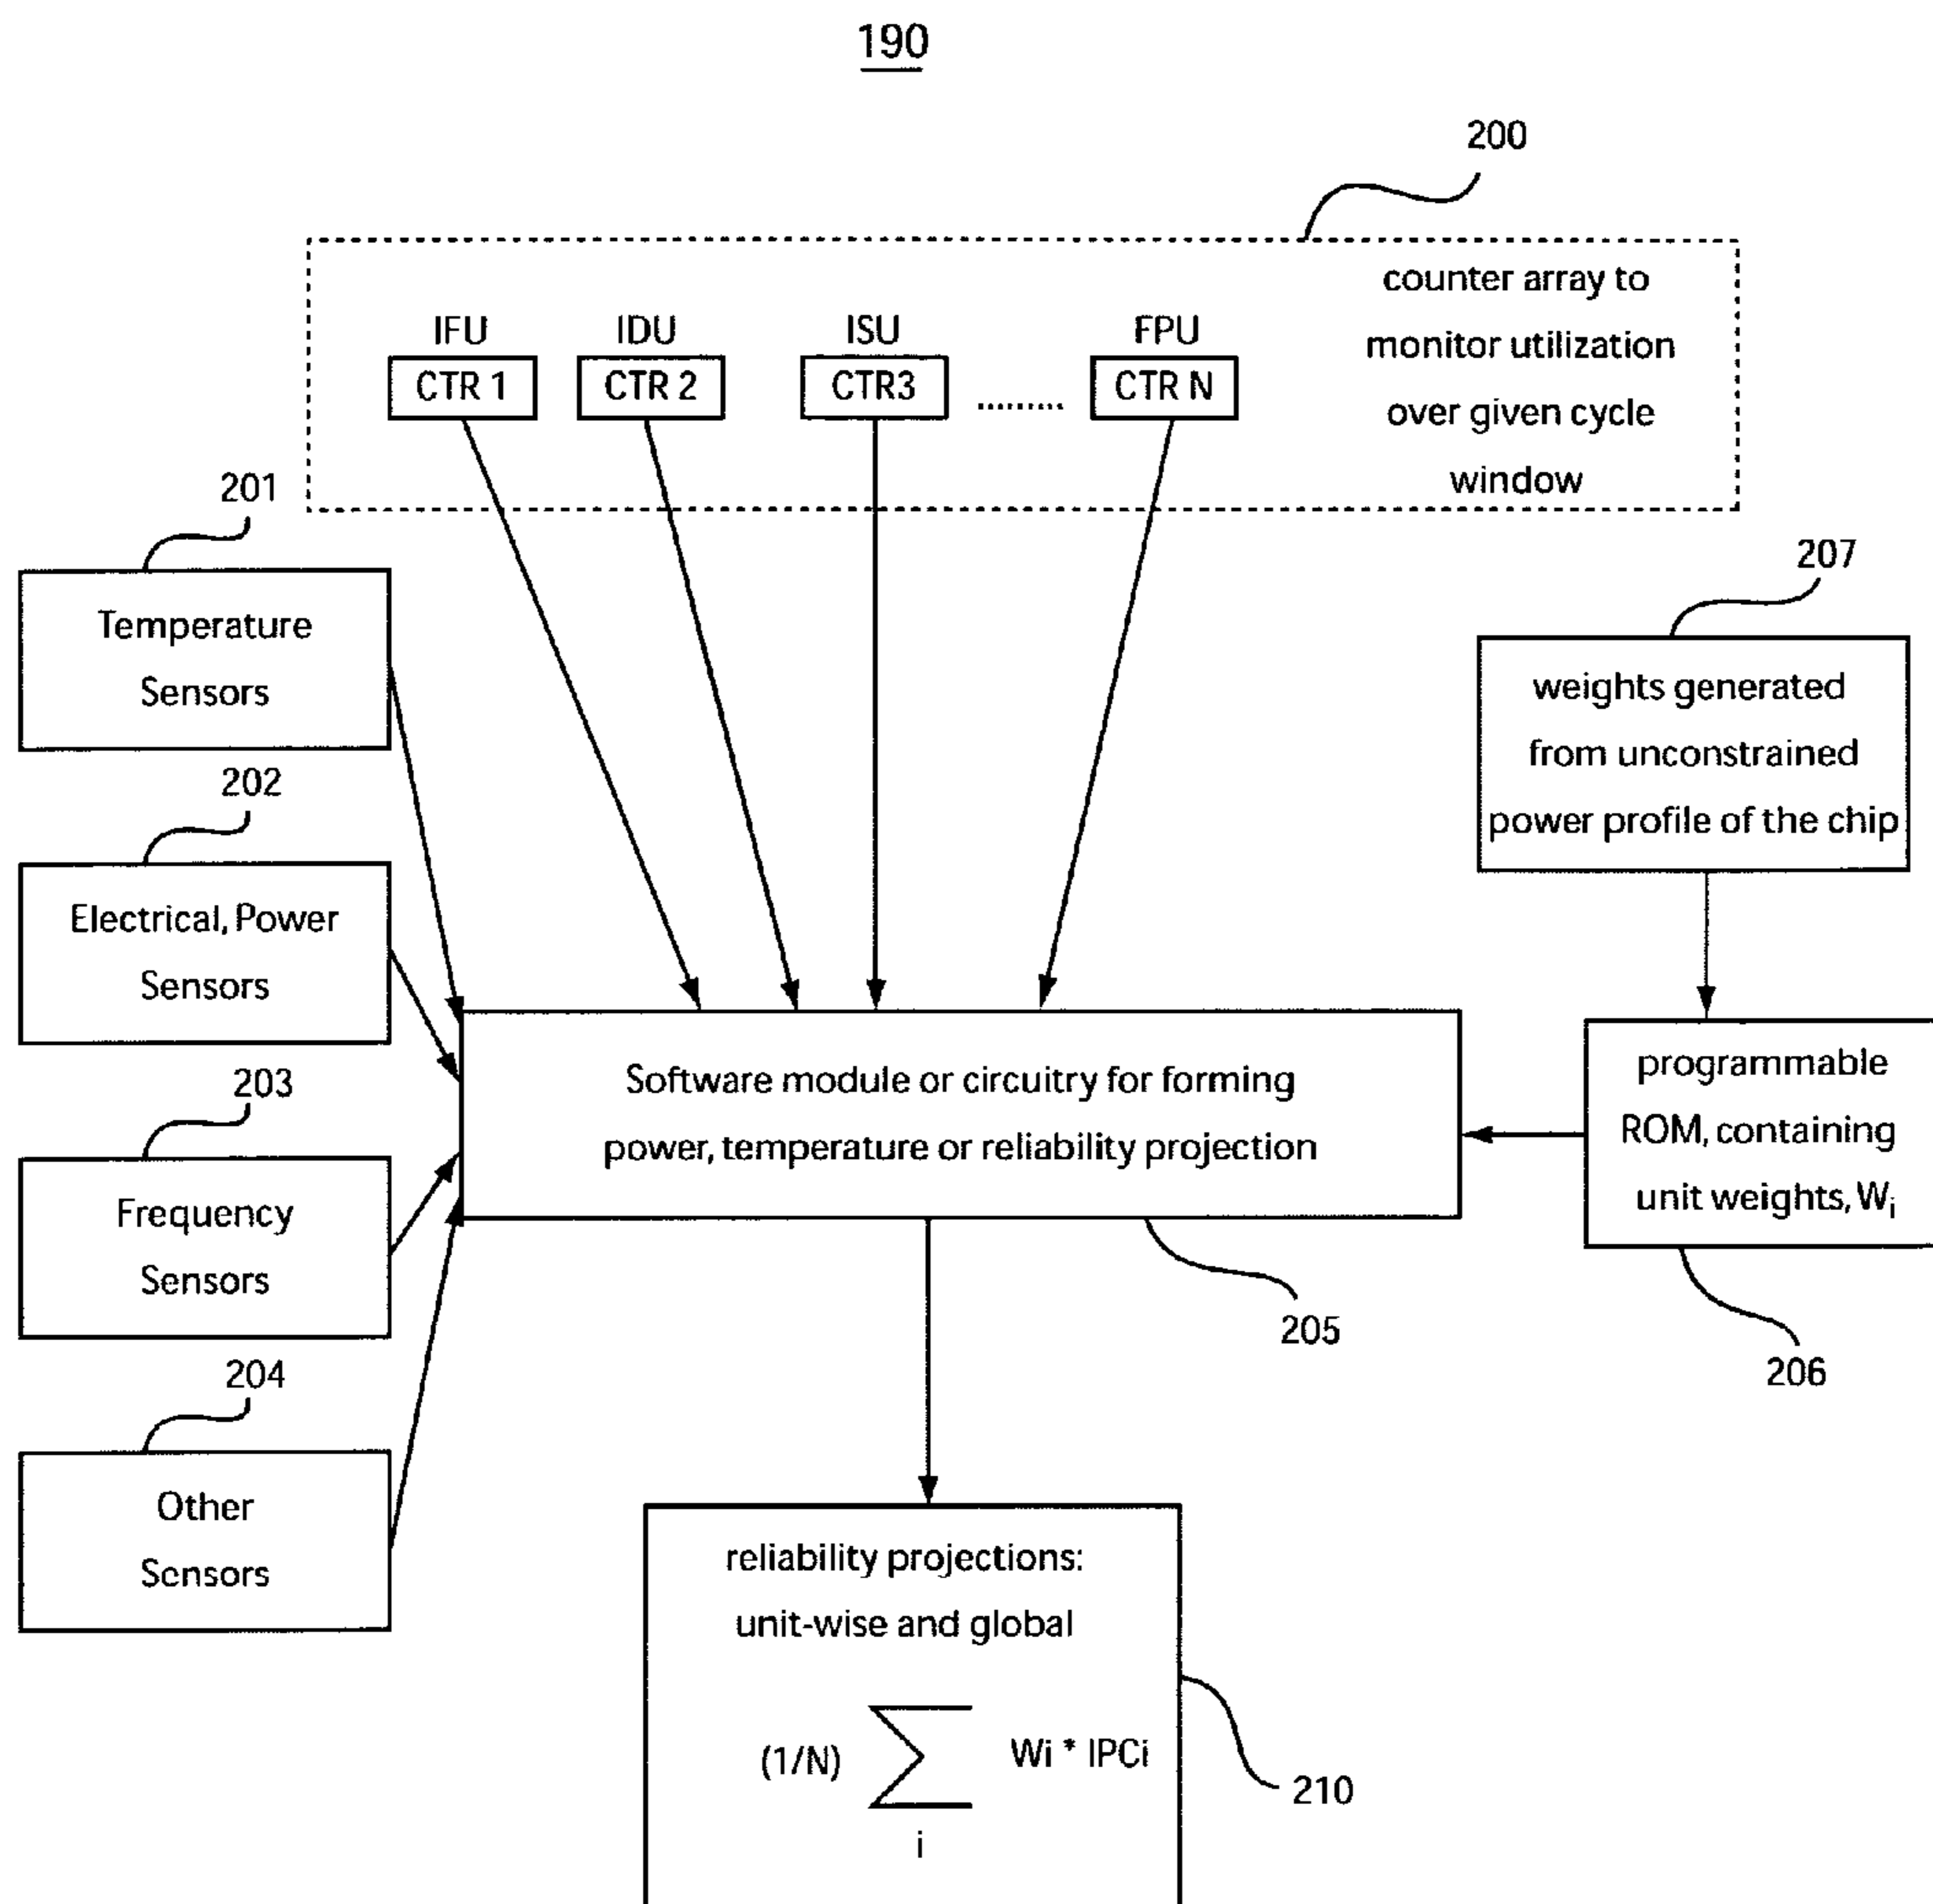 190
200
IFU IDU ISU FPU
CTR 1 CTR 2 CTR3 ......... CTR N
counter array to
monitor utilization
over given cycle
window
201
Temperature
Sensors
202
Electrical, Power
Sensors
203
Frequency
Sensors
204
Other
Sensors
207
weights generated
from unconstrained
power profile of the chip
Software module or circuitry for forming
power, temperature or reliability projection
205
programmable
ROM, containing
unit weights, Wi
206
reliability projections:
unit-wise and global
(1/N) ∑ Wi * IPCi
i
210